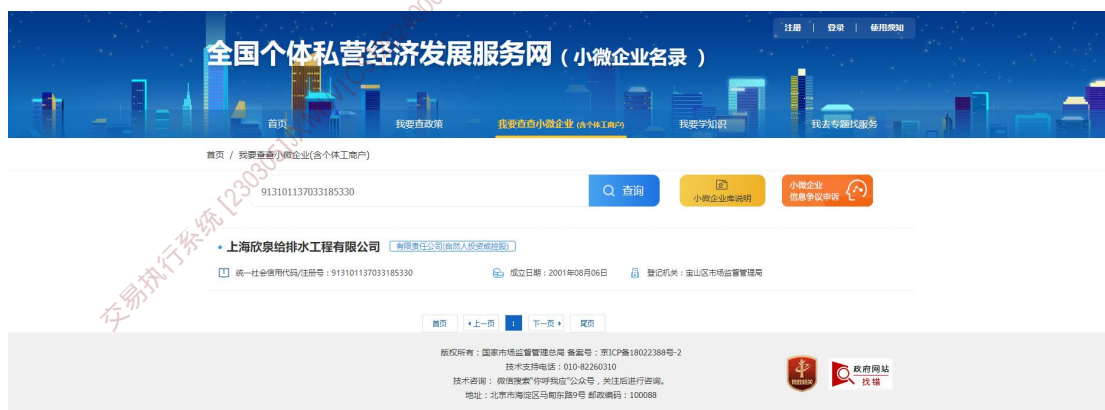 注册 | 登录 | 使用须知
全国个体私营经济发展服务网（小微企业名录 ）
首页 我要查政策 我要查查小微企业 (含个体工商户) 我要学知识 我去专题找服务
首页 / 我要查查小微企业(含个体工商户)
913101137033185330 查询 小微企业库说明 小微企业
信息争议申诉
上海欣泉给排水工程有限公司 有限责任公司(自然人投资或控股)
统一社会信用代码/注册号：913101137033185330 成立日期：2001年08月06日 登记机关：宝山区市场监督管理局
首页 上一页 1 下一页 尾页
版权所有：国家市场监督管理总局 备案号：京ICP备18022388号-2
技术支持电话：010-82260310
技术咨询： 微信搜索"你呼我应"公众号，关注后进行咨询。
地址：北京市海淀区马甸东路9号 邮政编码：100088
党政机关
政府网站
找错
交易执行系统